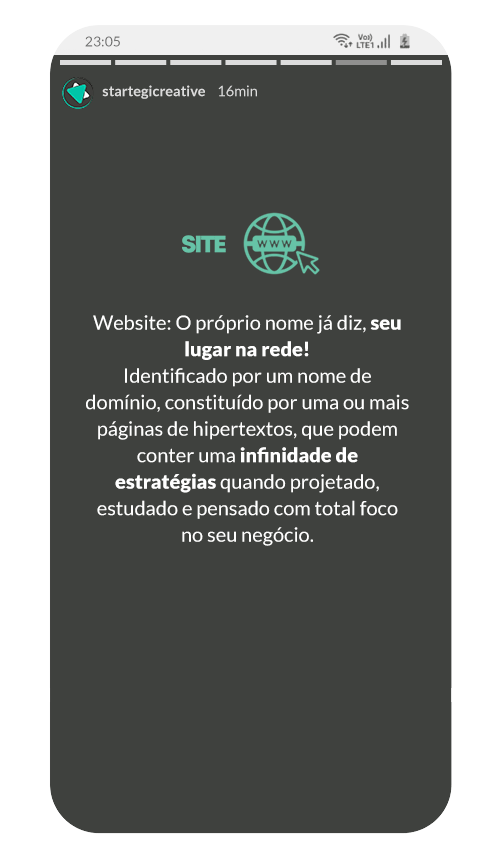 23:05 Vo)) LTE1
startegicreative 16min
SITE WWW
Website: O próprio nome já diz, seu
lugar na rede!
Identificado por um nome de
domínio, constituído por uma ou mais
páginas de hipertextos, que podem
conter uma infinidade de
estratégias quando projetado,
estudado e pensado com total foco
no seu negócio.